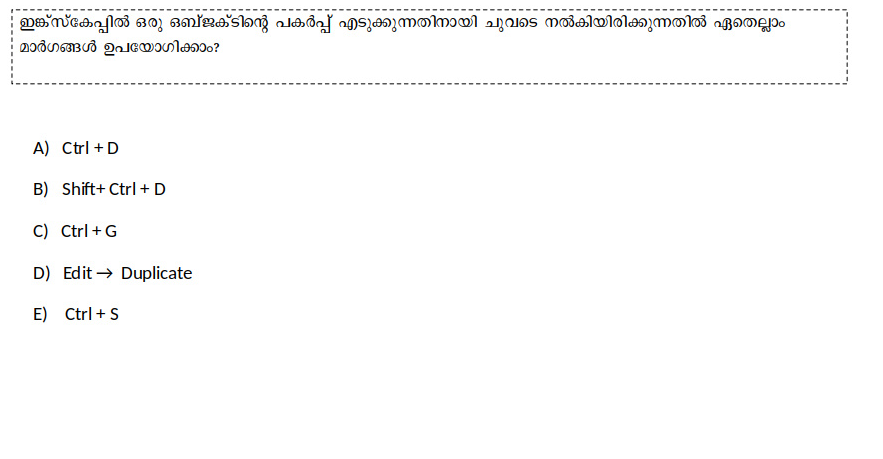 ഇങ്ക്സ്കേപ്പിൽ ഒരു ഒബ്ജക്ടിന്റെ പകർപ്പ് എടുക്കുന്നതിനായി ചുവടെ നൽകിയിരിക്കുന്നതിൽ ഏതെല്ലാം
മാർഗങ്ങൾ ഉപയോഗിക്കാം?
A) Ctrl + D
B) Shift+ Ctrl + D
C) Ctrl + G
D) Edit → Duplicate
E) Ctrl + S